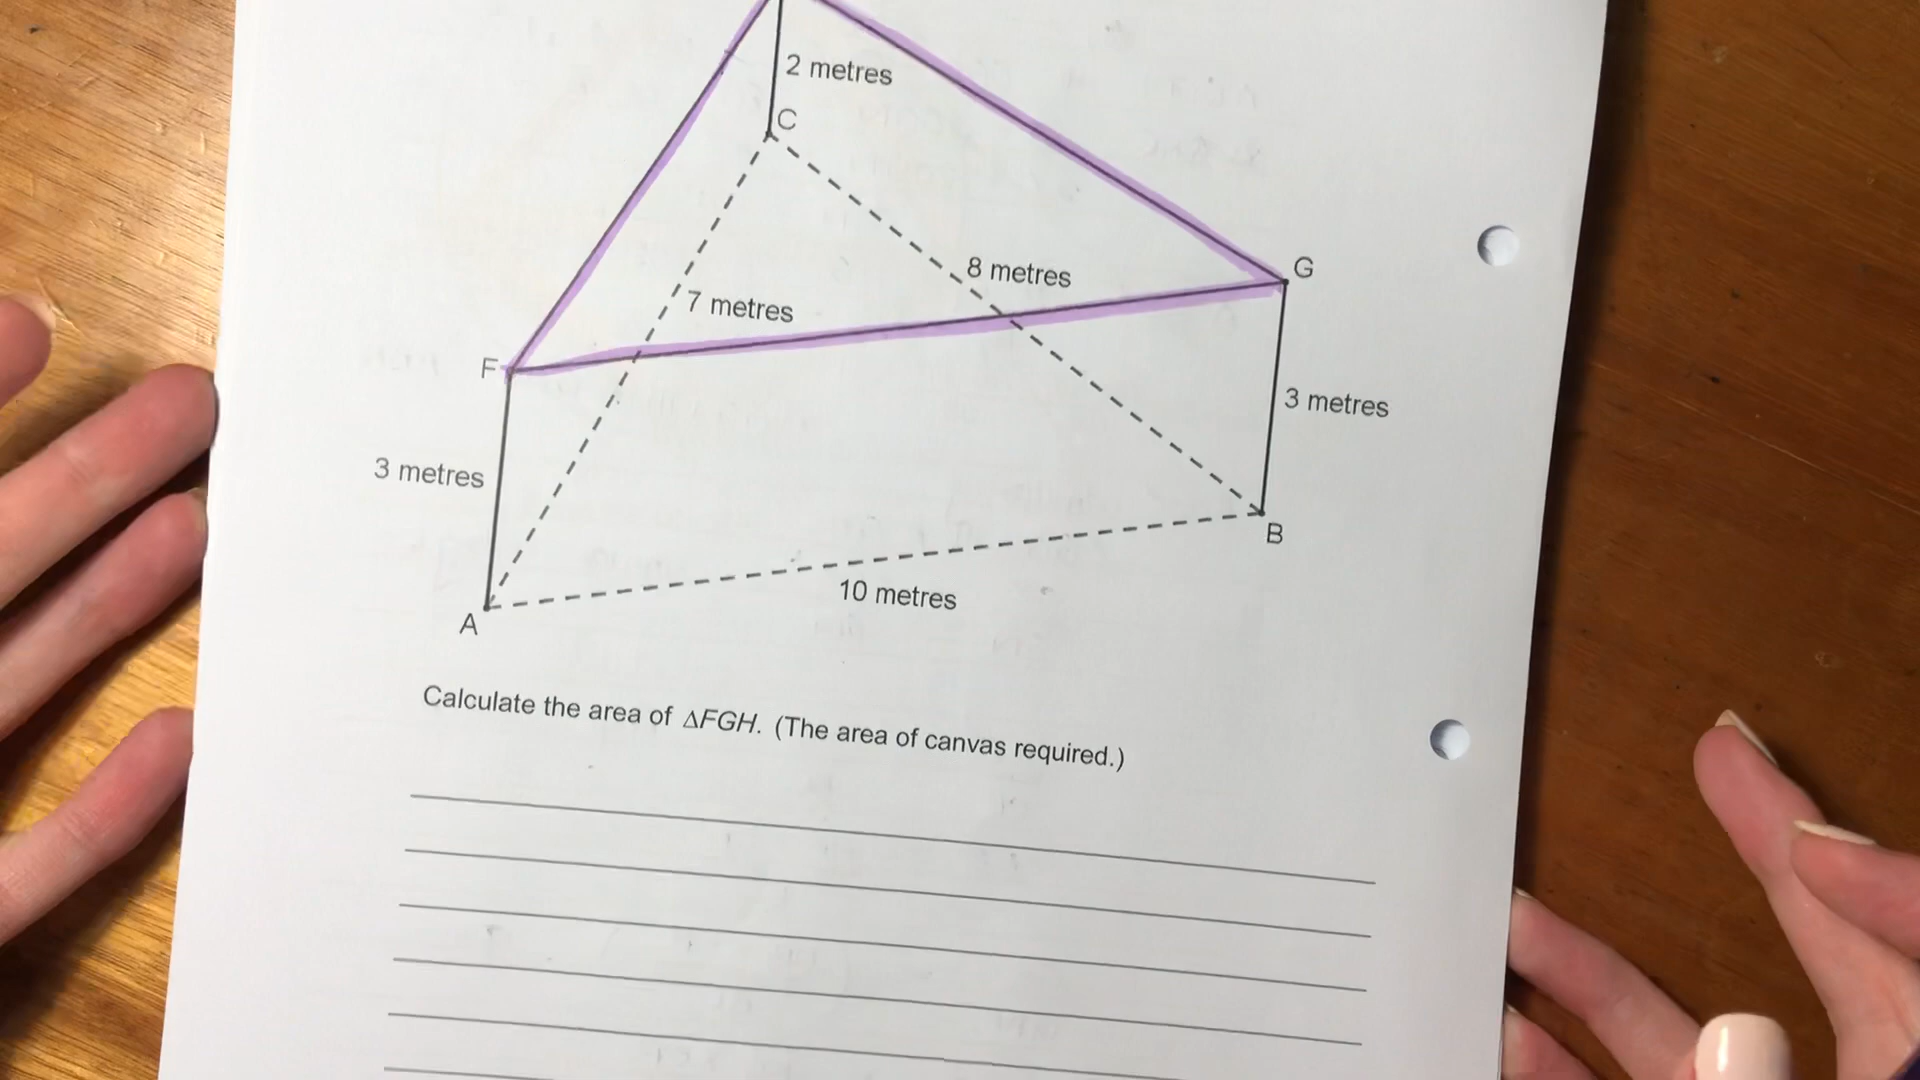 2 metres
C
8 metres
G
7 metres
F
3 metres
3 metres
B
10 metres
A
Calculate the area of ΔFGH. (The area of canvas required.)